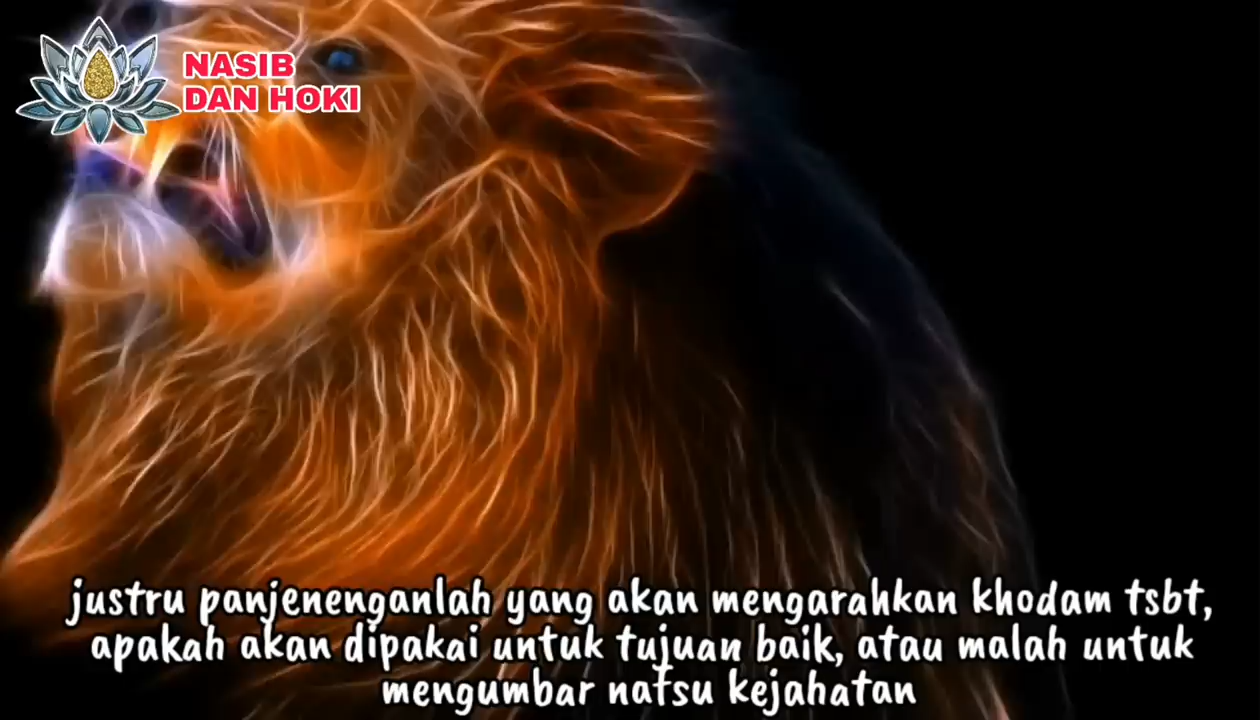 NASIB
DAN HOKI
justru panjenenganlah yang akan mengarahkan khodam tsbt,
apakah akan dipakai untuk tujuan baik, atau malah untuk
mengumbar nafsu kejahatan